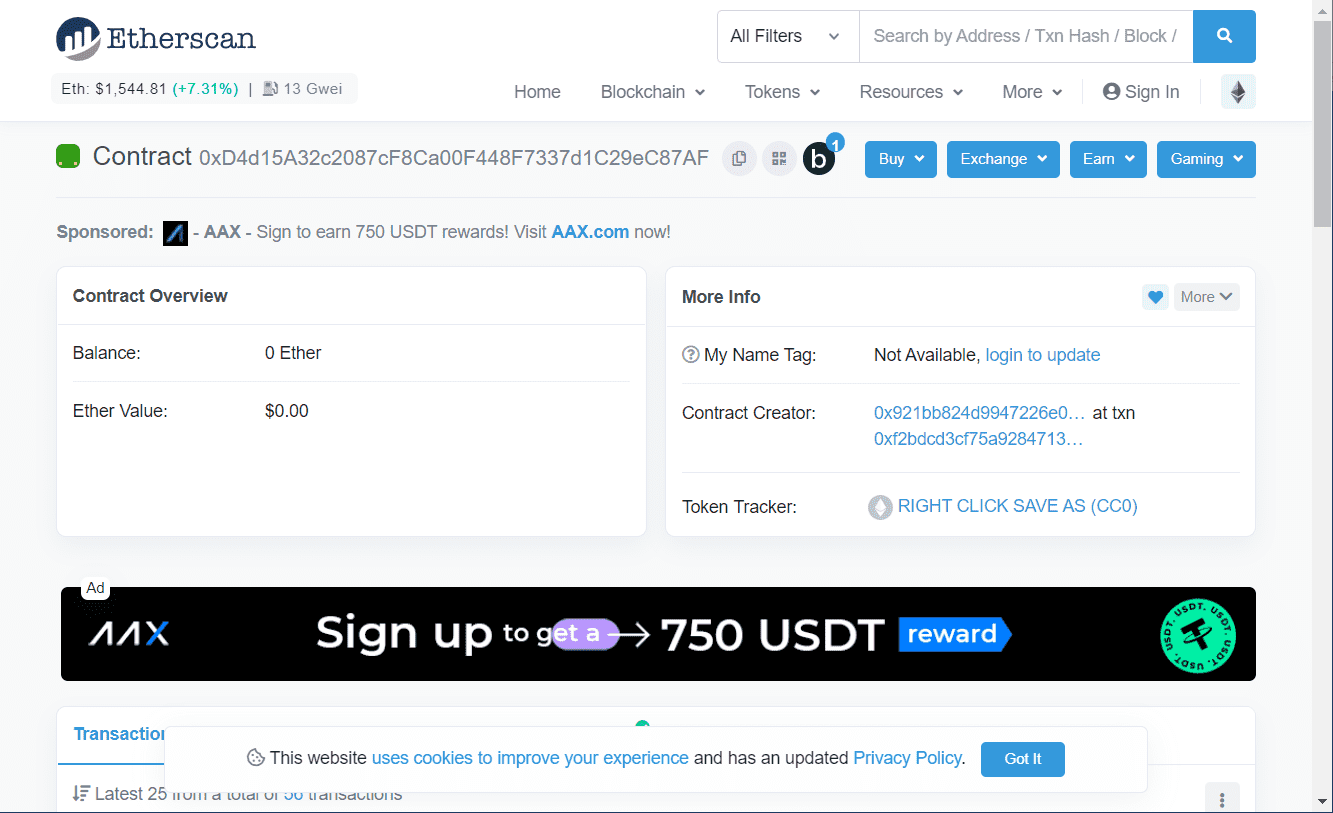 Etherscan
All Filters
Search by Address / Txn Hash / Block /
Eth: $1,544.81 (+7.31%) | 13 Gwei
Home Blockchain Tokens Resources More Sign In
Contract 0xD4d15A32c2087cF8Ca00F448F7337d1C29eC87AF
b 1
Buy Exchange Earn Gaming
Sponsored: - AAX - Sign to earn 750 USDT rewards! Visit AAX.com now!
Contract Overview
Balance: 0 Ether
Ether Value: $0.00
More Info
More
My Name Tag: Not Available, login to update
Contract Creator: 0x921bb824d9947226e0... at txn
0xf2bdcd3cf75a9284713...
Token Tracker: RIGHT CLICK SAVE AS (CC0)
Ad
AAX Sign up to get a 750 USDT reward
USDT. USDT. USDT. USDT.
Transaction
This website uses cookies to improve your experience and has an updated Privacy Policy. Got It
Latest 25 from a total of 56 transactions